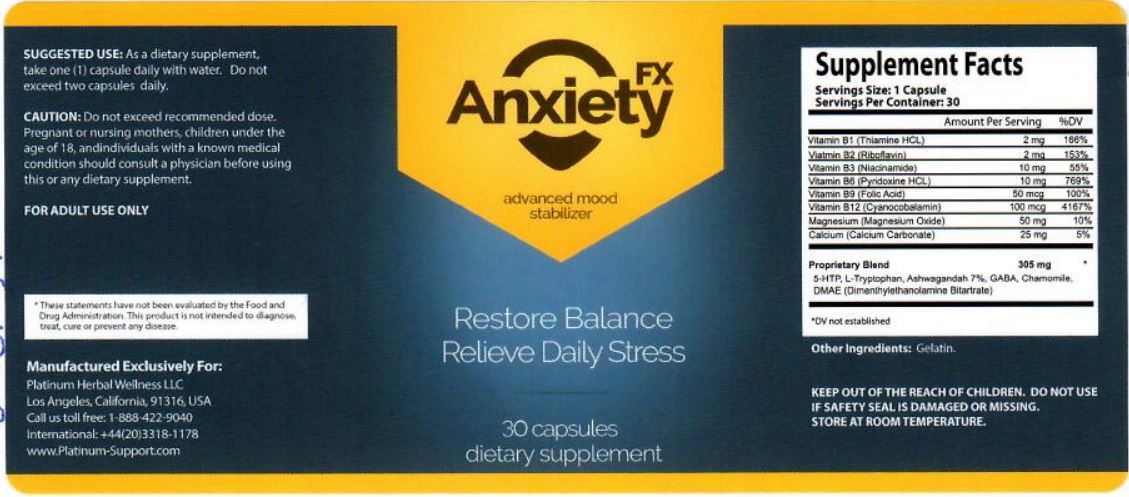 SUGGESTED USE: As a dietary supplement,
take one (1) capsule daily with water. Do not
exceed two capsules daily.
CAUTION: Do not exceed recommended dose.
Pregnant or nursing mothers, children under the
age of 18, andindividuals with a known medical
condition should consult a physician before using
this or any dietary supplement.
FOR ADULT USE ONLY
* These statements have not been evaluated by the Food and
Drug Administration. This product is not intended to diagnose,
treat, cure or prevent any disease.
Manufactured Exclusively For:
Platinum Herbal Wellness LLC
Los Angeles, California, 91316, USA
Call us toll free: 1-888-422-9040
International: +44(20)3318-1178
www.Platinum-Support.com
Anxiety FX
advanced mood
stabilizer
Restore Balance
Relieve Daily Stress
30 capsules
dietary supplement
Supplement Facts
Servings Size: 1 Capsule
Servings Per Container: 30
Amount Per Serving %DV
Vitamin B1 (Thiamine HCL) 2 mg 166%
Viatmin B2 (Riboflavin) 2 mg 153%
Vitamin B3 (Niacinamide) 10 mg 55%
Vitamin B6 (Pyridoxine HCL) 10 mg 769%
Vitamin B9 (Folic Acid) 50 mcg 100%
Vitamin B12 (Cyanocobalamin) 100 mcg 4167%
Magnesium (Magnesium Oxide) 50 mg 10%
Calcium (Calcium Carbonate) 25 mg 5%
Proprietary Blend 305 mg *
5-HTP, L-Tryptophan, Ashwagandah 7%, GABA, Chamomile,
DMAE (Dimenthylethanolamine Bitartrate)
*DV not established
Other Ingredients: Gelatin.
KEEP OUT OF THE REACH OF CHILDREN. DO NOT USE
IF SAFETY SEAL IS DAMAGED OR MISSING.
STORE AT ROOM TEMPERATURE.